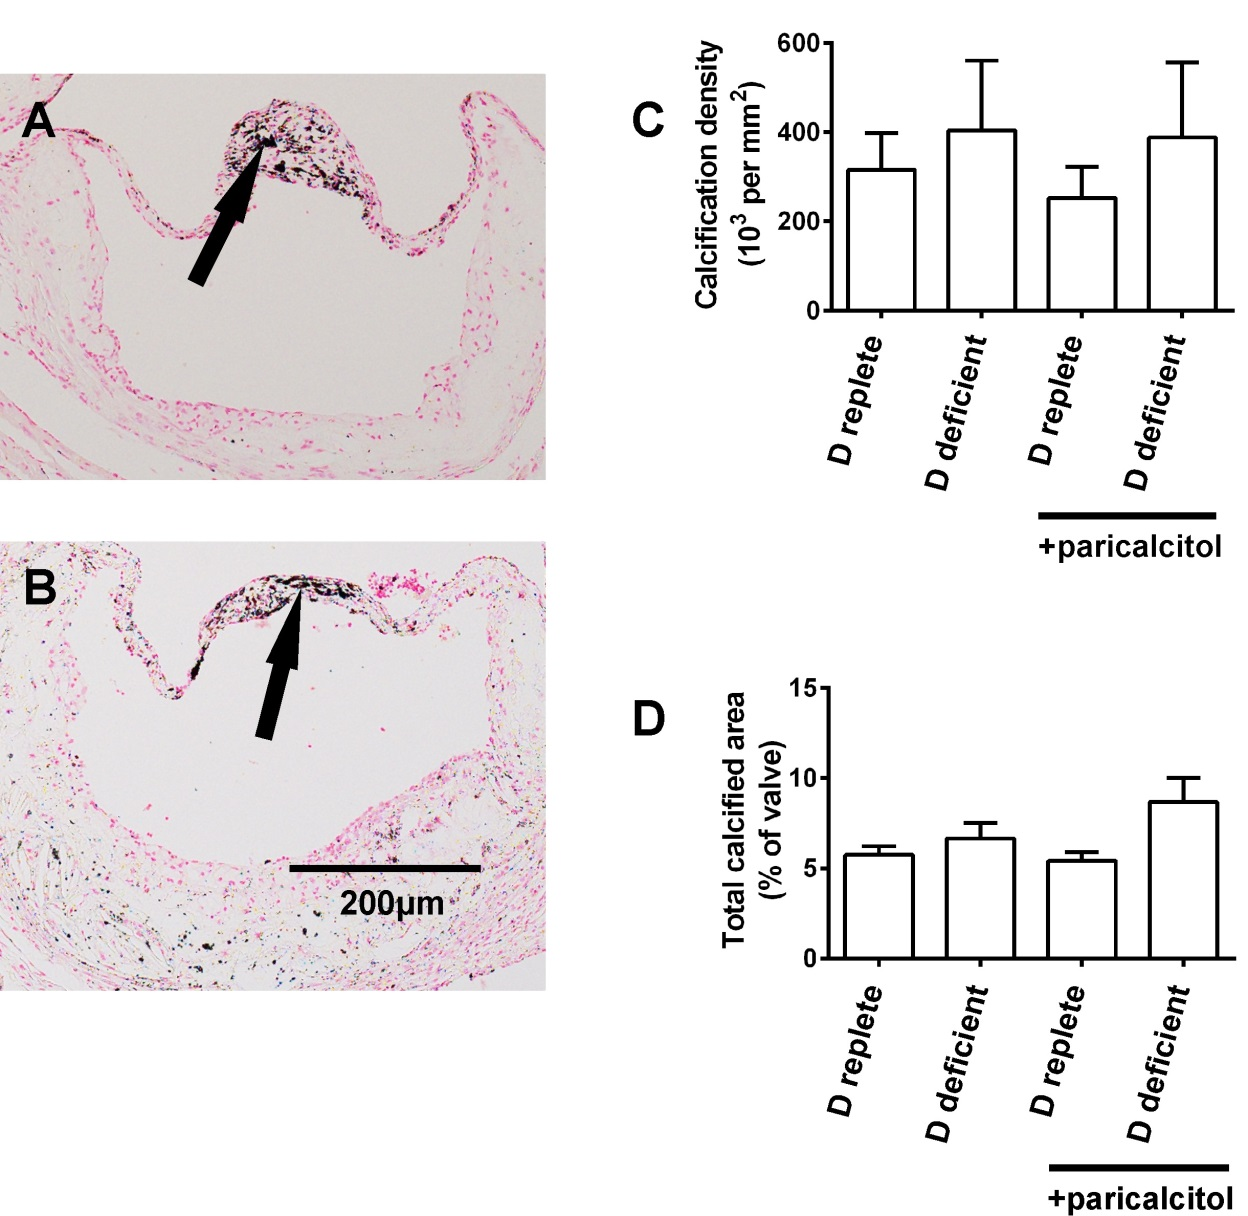 A
B
200µm
C
Calcification density
(10³ per mm²)
600
400
200
0
D replete
D deficient
D replete
D deficient
+paricalcitol
D
Total calcified area
(% of valve)
15
10
5
0
D replete
D deficient
D replete
D deficient
+paricalcitol